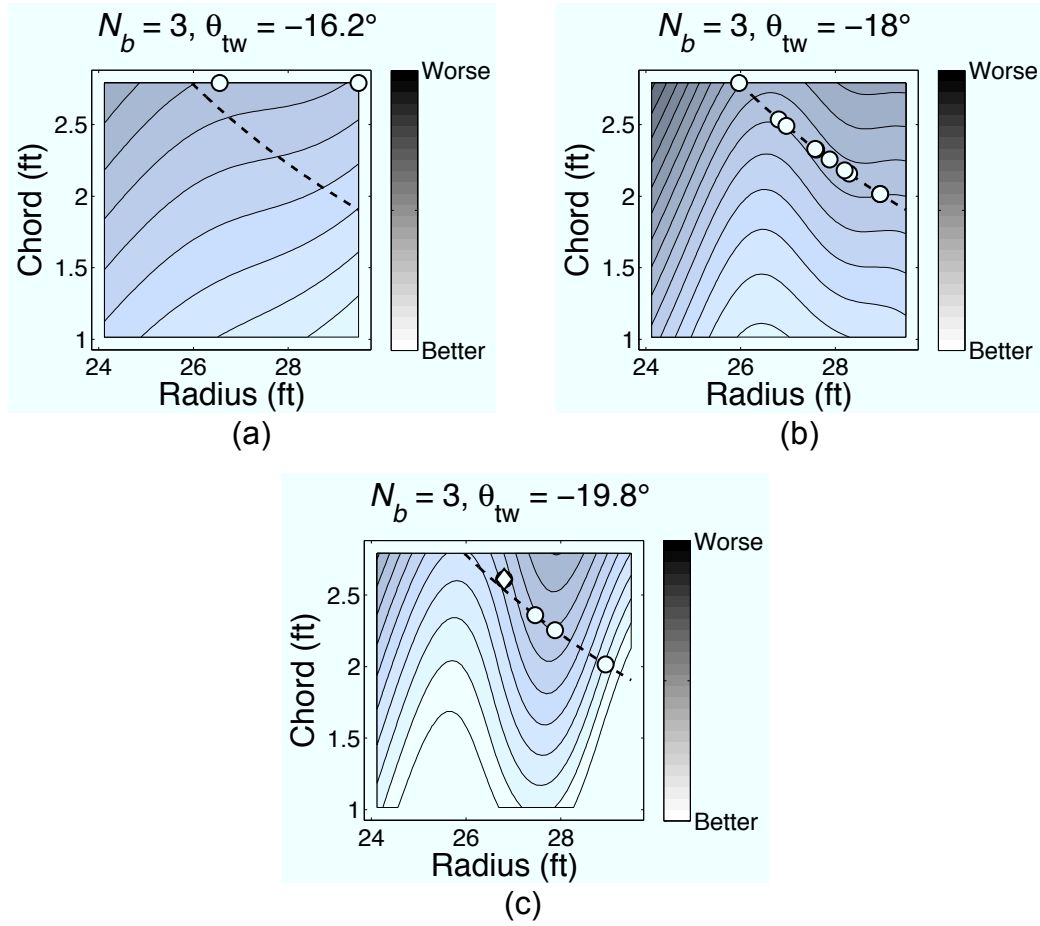 N_b = 3, θ_tw = −16.2°
Worse
Better
Chord (ft)
2.5
2
1.5
1
24
26
28
Radius (ft)
(a)
N_b = 3, θ_tw = −18°
Worse
Better
Chord (ft)
2.5
2
1.5
1
24
26
28
Radius (ft)
(b)
N_b = 3, θ_tw = −19.8°
Worse
Better
Chord (ft)
2.5
2
1.5
1
24
26
28
Radius (ft)
(c)